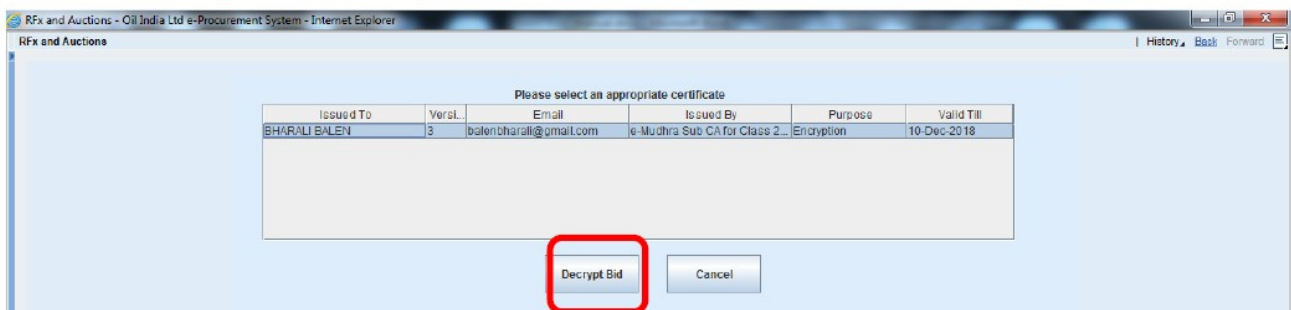 RFx and Auctions - Oil India Ltd e-Procurement System - Internet Explorer
RFx and Auctions | History Back Forward
Please select an appropriate certificate
Issued To Versi... Email Issued By Purpose Valid Till
BHARALI BALEN 3 balenbharali@gmail.com e-Mudhra Sub CA for Class 2... Encryption 10-Dec-2018
Decrypt Bid Cancel